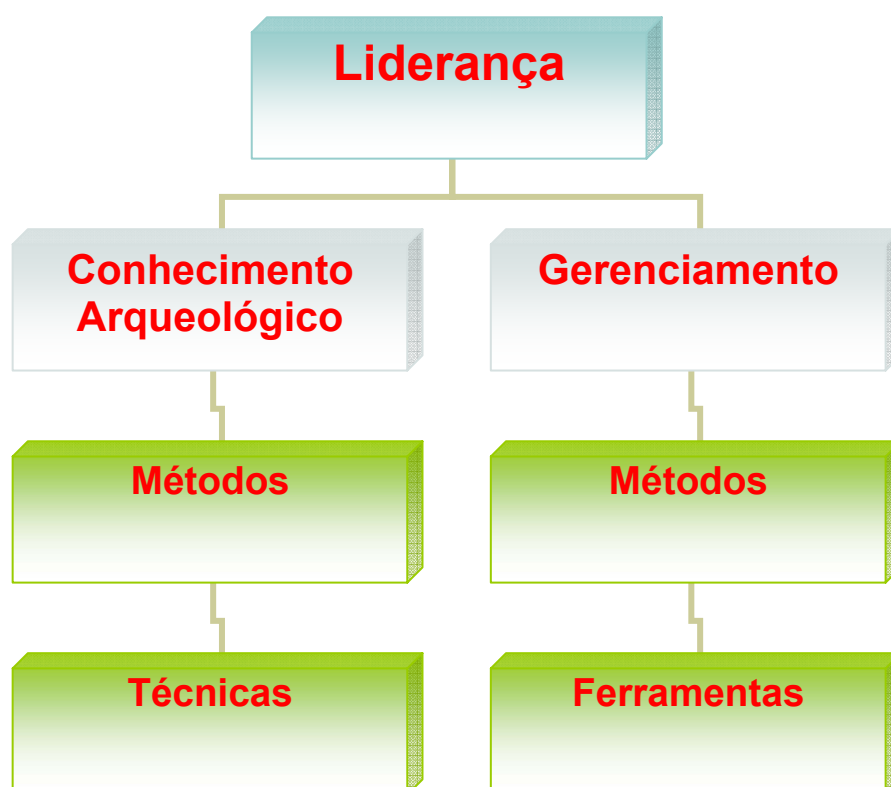 Liderança
Conhecimento
Arqueológico
Gerenciamento
Métodos
Métodos
Técnicas
Ferramentas